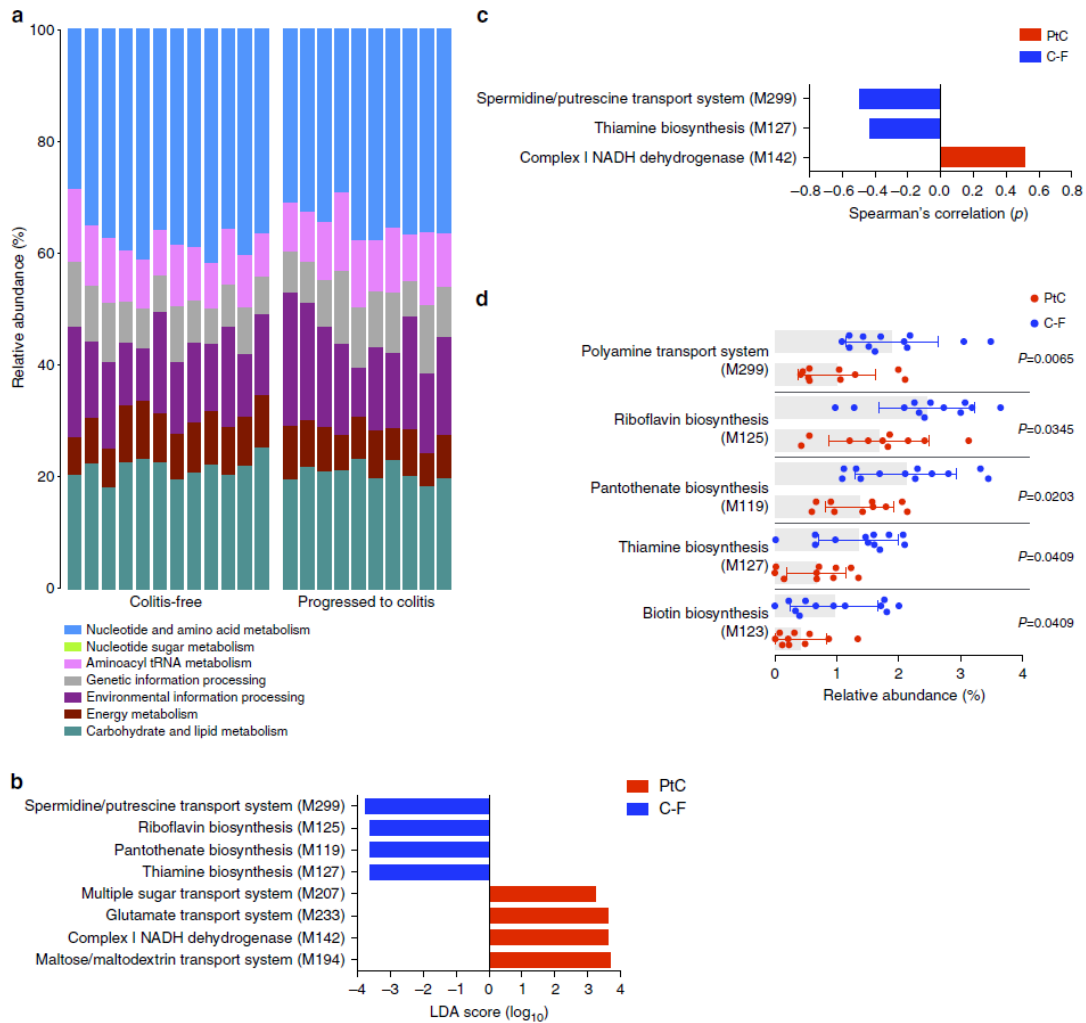 a
100
80
60
40
20
0
Relative abundance (%)
Colitis-free
Progressed to colitis
Nucleotide and amino acid metabolism
Nucleotide sugar metabolism
Aminoacyl tRNA metabolism
Genetic information processing
Environmental information processing
Energy metabolism
Carbohydrate and lipid metabolism
b
PtC
C-F
Spermidine/putrescine transport system (M299)
Riboflavin biosynthesis (M125)
Pantothenate biosynthesis (M119)
Thiamine biosynthesis (M127)
Multiple sugar transport system (M207)
Glutamate transport system (M233)
Complex I NADH dehydrogenase (M142)
Maltose/maltodextrin transport system (M194)
–4 –3 –2 –1 0 1 2 3 4
LDA score (log10)
c
PtC
C-F
Spermidine/putrescine transport system (M299)
Thiamine biosynthesis (M127)
Complex I NADH dehydrogenase (M142)
–0.8 –0.6 –0.4 –0.2 0.0 0.2 0.4 0.6 0.8
Spearman's correlation (p)
d
PtC
C-F
Polyamine transport system
(M299)
P=0.0065
Riboflavin biosynthesis
(M125)
P=0.0345
Pantothenate biosynthesis
(M119)
P=0.0203
Thiamine biosynthesis
(M127)
P=0.0409
Biotin biosynthesis
(M123)
P=0.0409
0 1 2 3 4
Relative abundance (%)